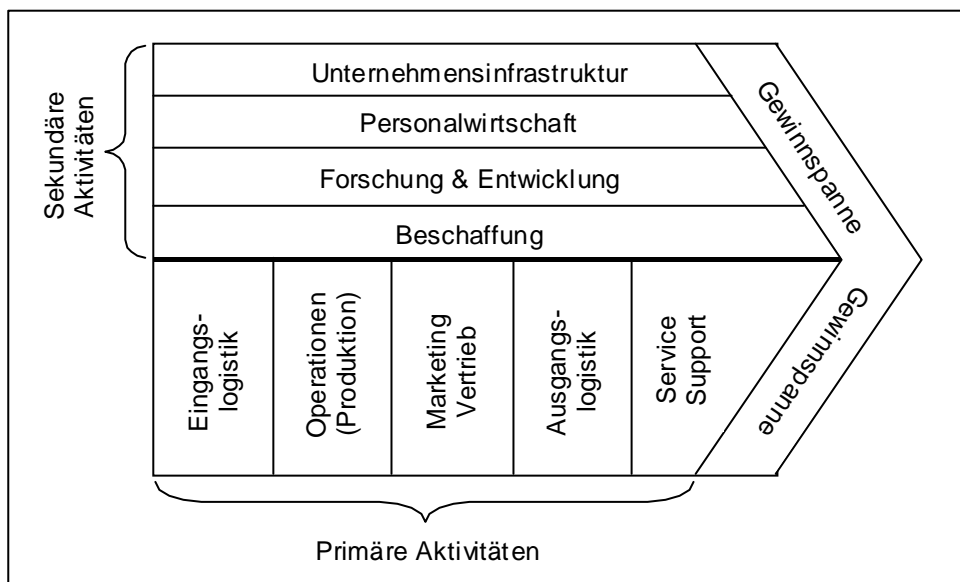 Sekundäre
Aktivitäten
Unternehmensinfrastruktur
Personalwirtschaft
Forschung & Entwicklung
Beschaffung
Gewinnspanne
Eingangs-
logistik
Operationen
(Produktion)
Marketing
Vertrieb
Ausgangs-
logistik
Service
Support
Gewinnspanne
Primäre Aktivitäten